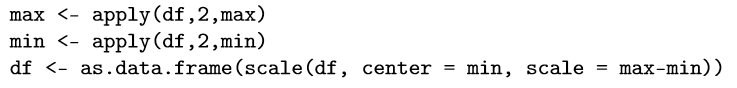 max <- apply(df,2,max)
min <- apply(df,2,min)
df <- as.data.frame(scale(df, center = min, scale = max-min))